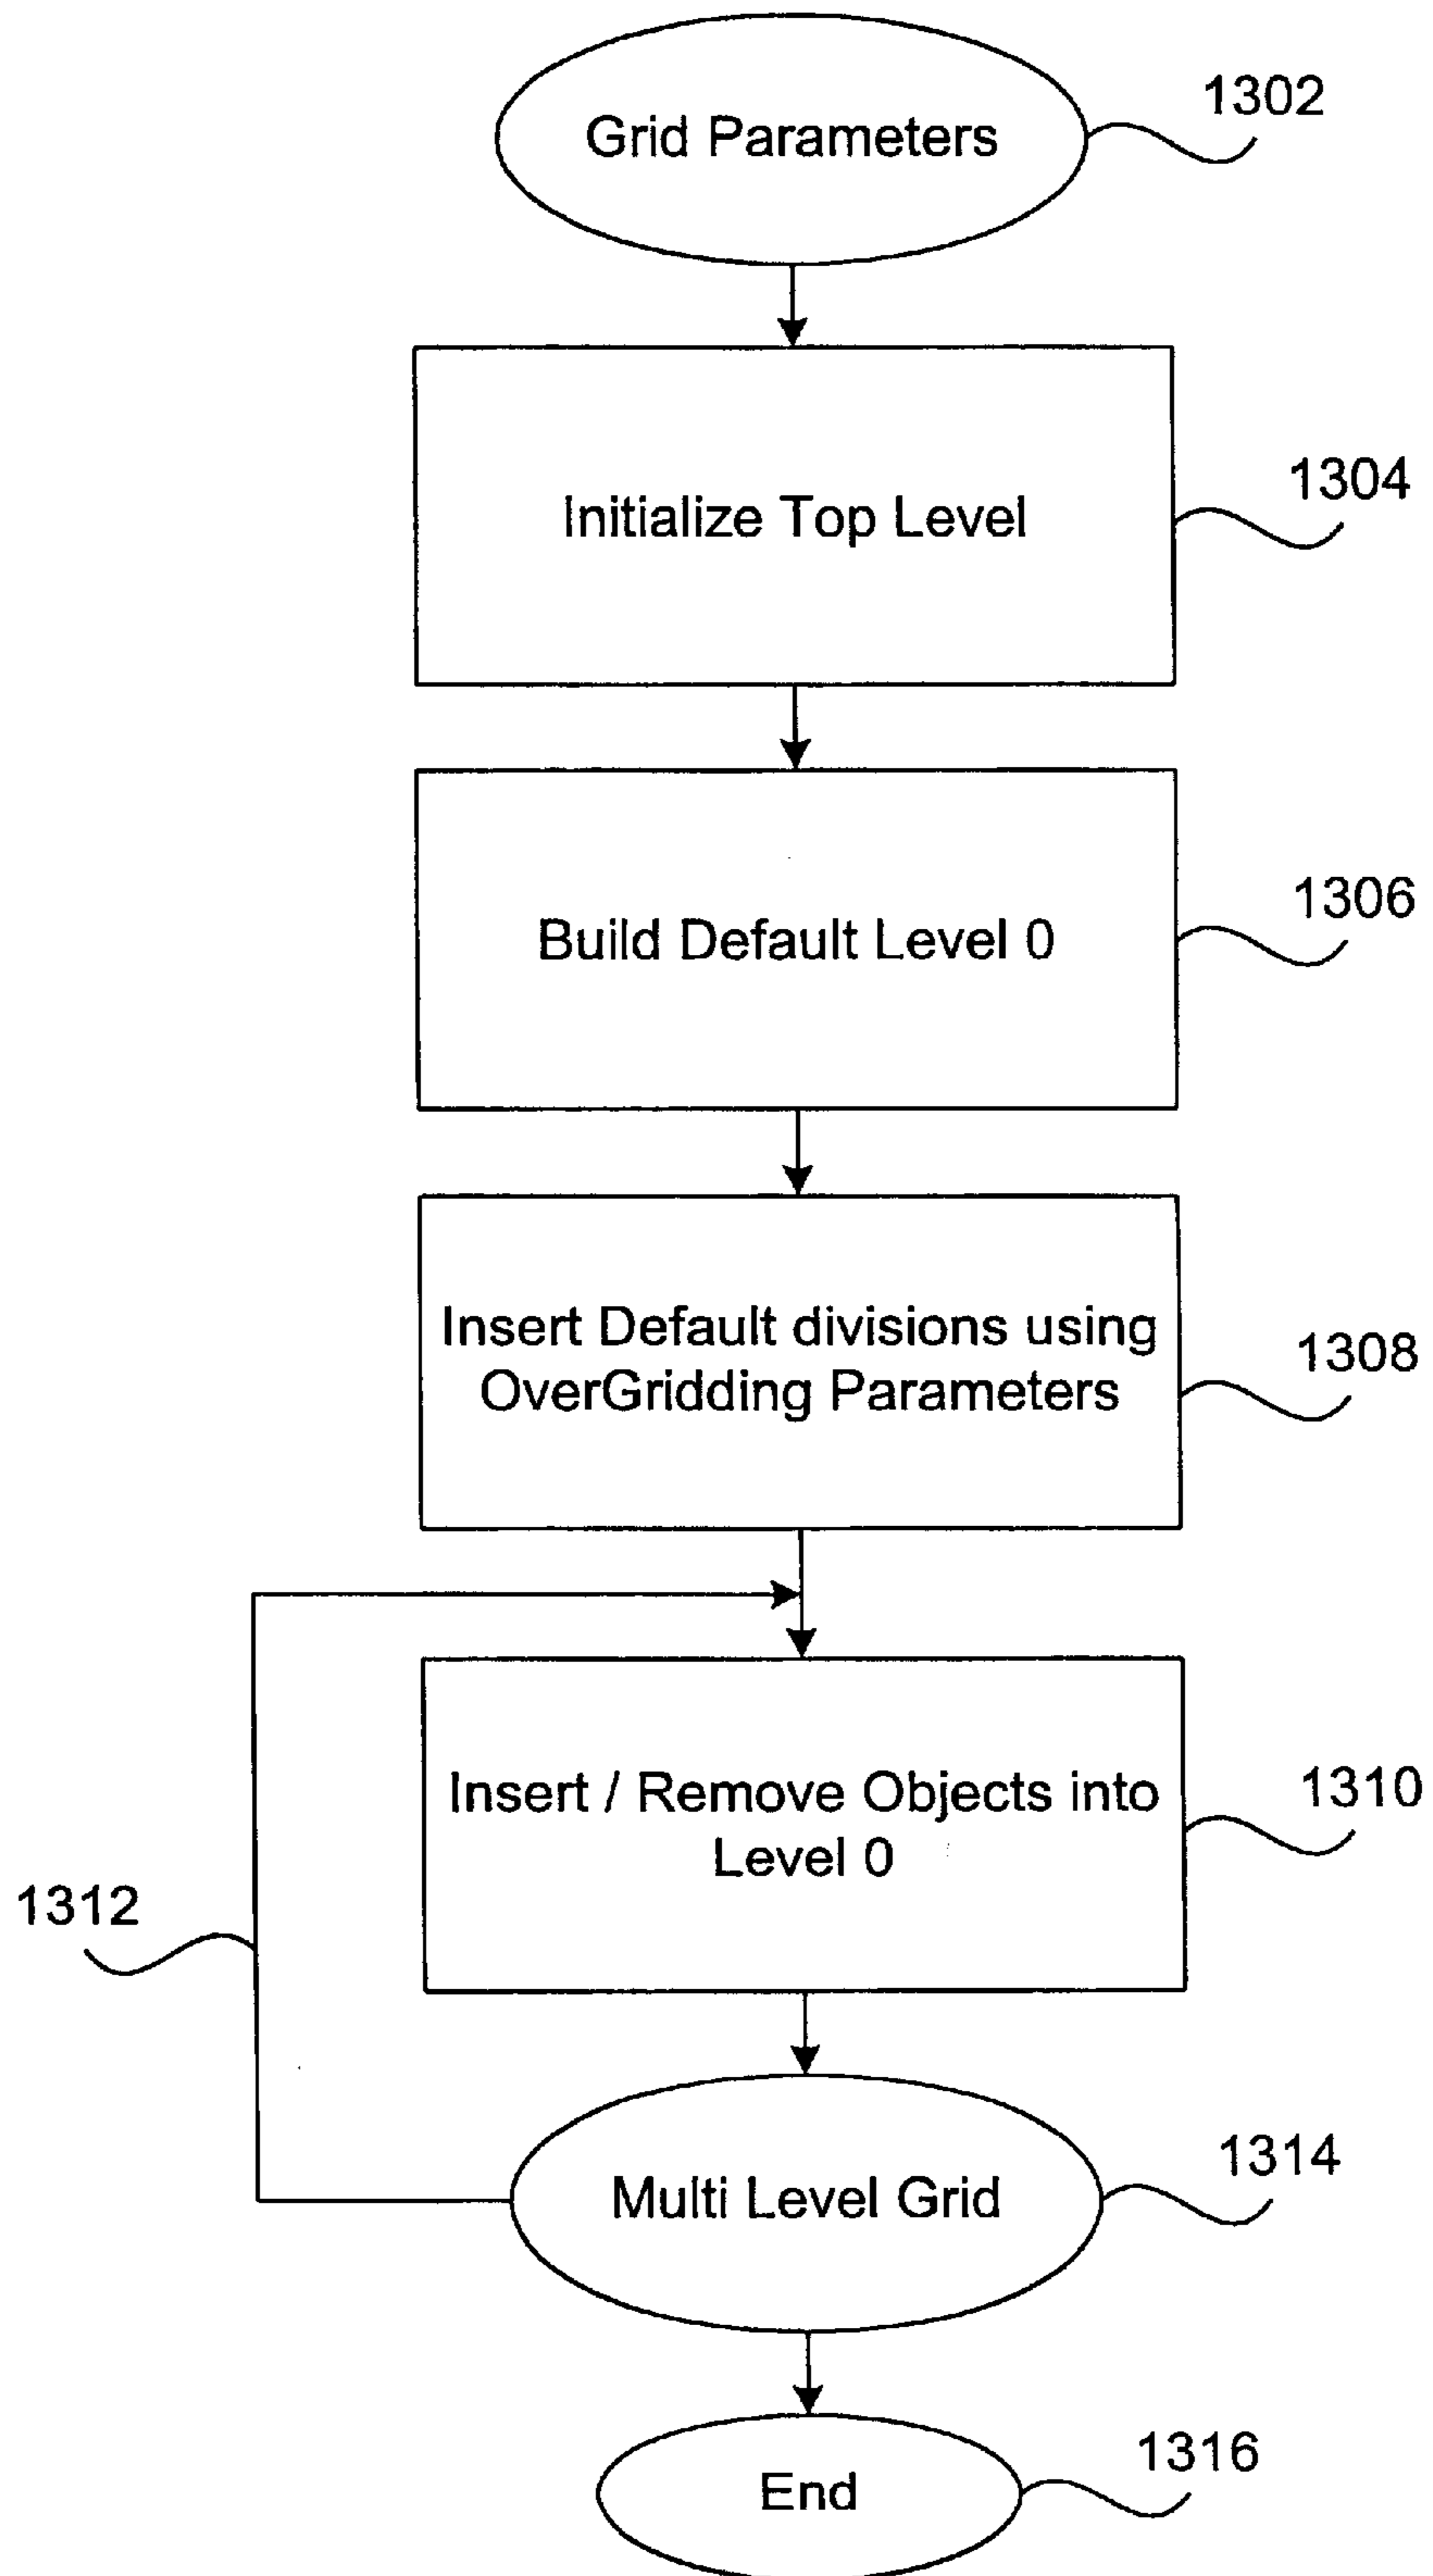 Grid Parameters
1302
Initialize Top Level
1304
Build Default Level 0
1306
Insert Default divisions using
OverGridding Parameters
1308
Insert / Remove Objects into
Level 0
1310
1312
Multi Level Grid
1314
End
1316